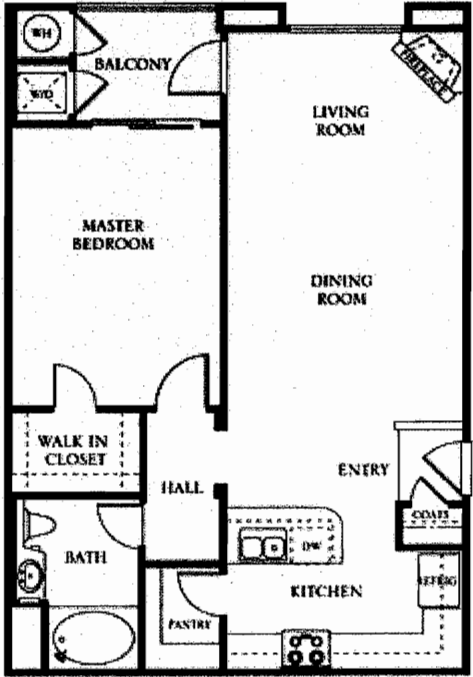 WH
BALCONY
W/D
FIREPLACE
LIVING
ROOM
MASTER
BEDROOM
DINING
ROOM
WALK IN
CLOSET
HALL
ENTRY
COATS
DW
BATH
KITCHEN
REFRIG
PANTRY